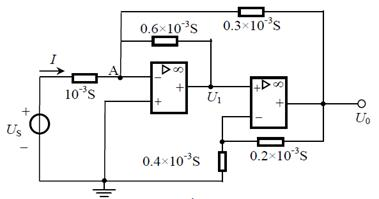 0.3×10⁻³S
0.6×10⁻³S
I
A
▷∞
−
+
+
10⁻³S
U₁
▷∞
+
−
+
U₀
+
Uₛ
−
0.4×10⁻³S
0.2×10⁻³S